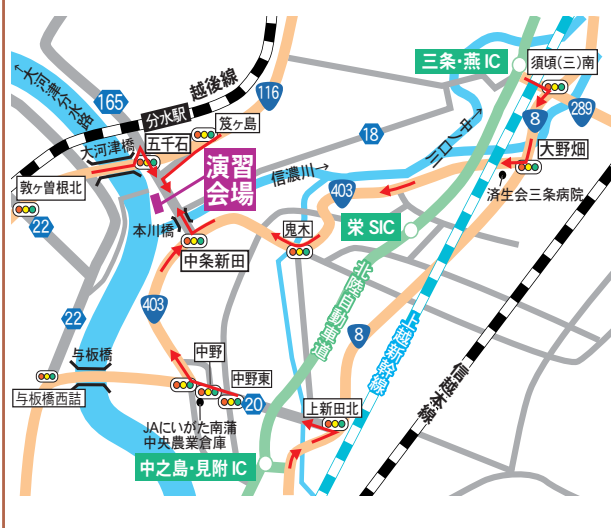 三条・燕 IC
須頃(三)南
越後線
116
289
165
8
分水駅
笈ヶ島
←大河津分水路
中ノ口川→
五千石
18
大野畑
大河津橋
演習
会場
信濃川→
403
済生会三条病院
敦ヶ曽根北
22
本川橋
鬼木
栄 SIC
中条新田
北陸自動車道
上越新幹線
403
22
8
信越本線
与板橋
中野
中野東
与板橋西詰
20
上新田北
JAにいがた南蒲
中央農業倉庫
中之島・見附 IC